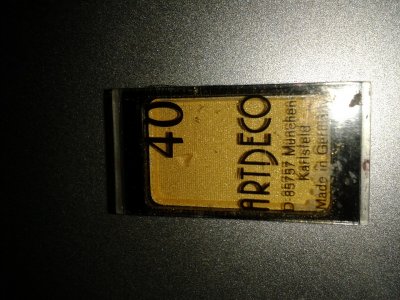 40
ARTDECO
D 85757 München
Karlsfeld
Made in Germany